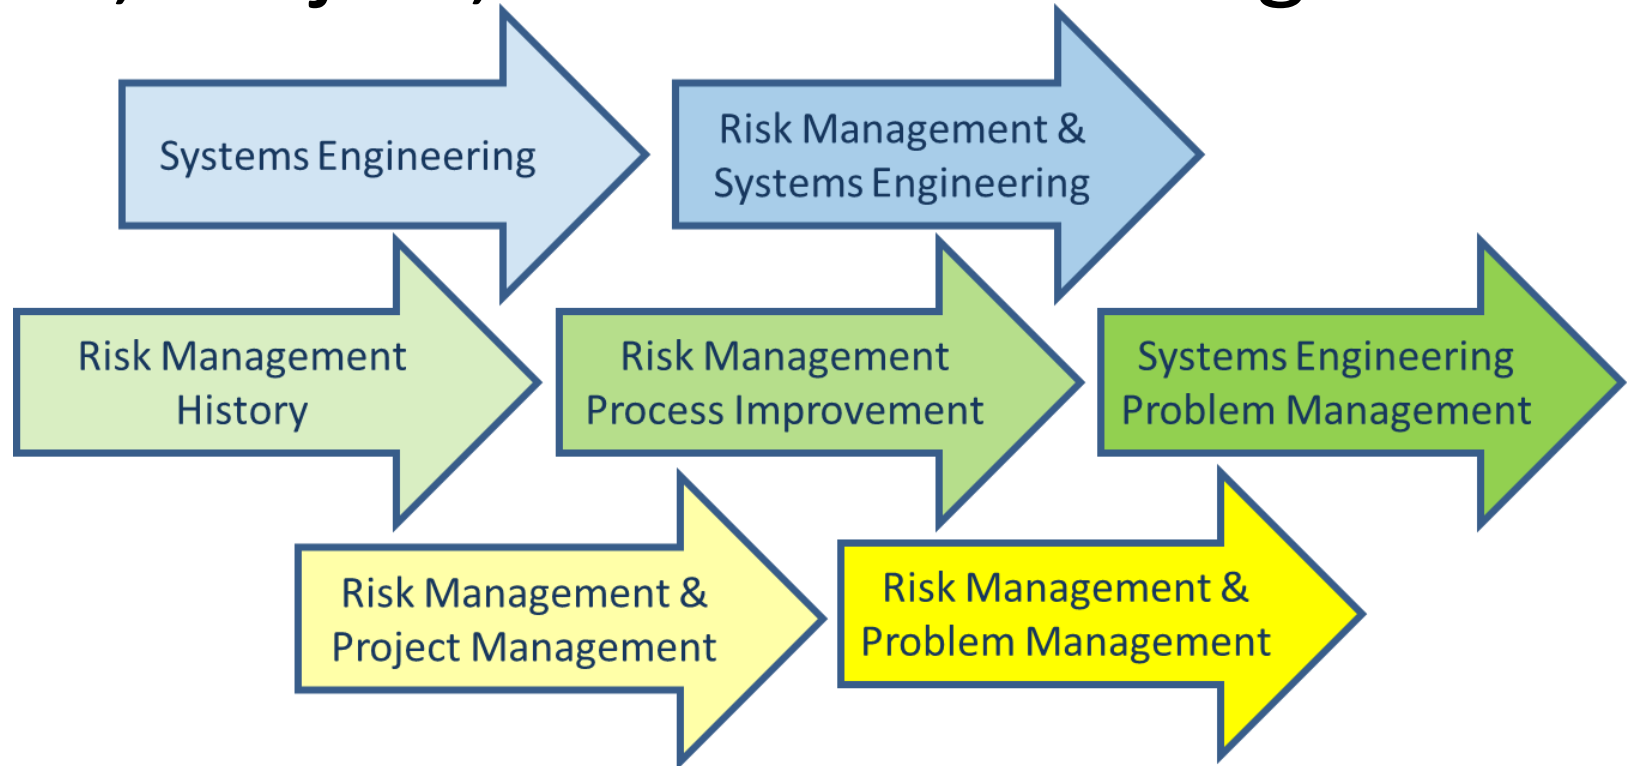 Systems Engineering
Risk Management &
Systems Engineering
Risk Management
History
Risk Management
Process Improvement
Systems Engineering
Problem Management
Risk Management &
Project Management
Risk Management &
Problem Management